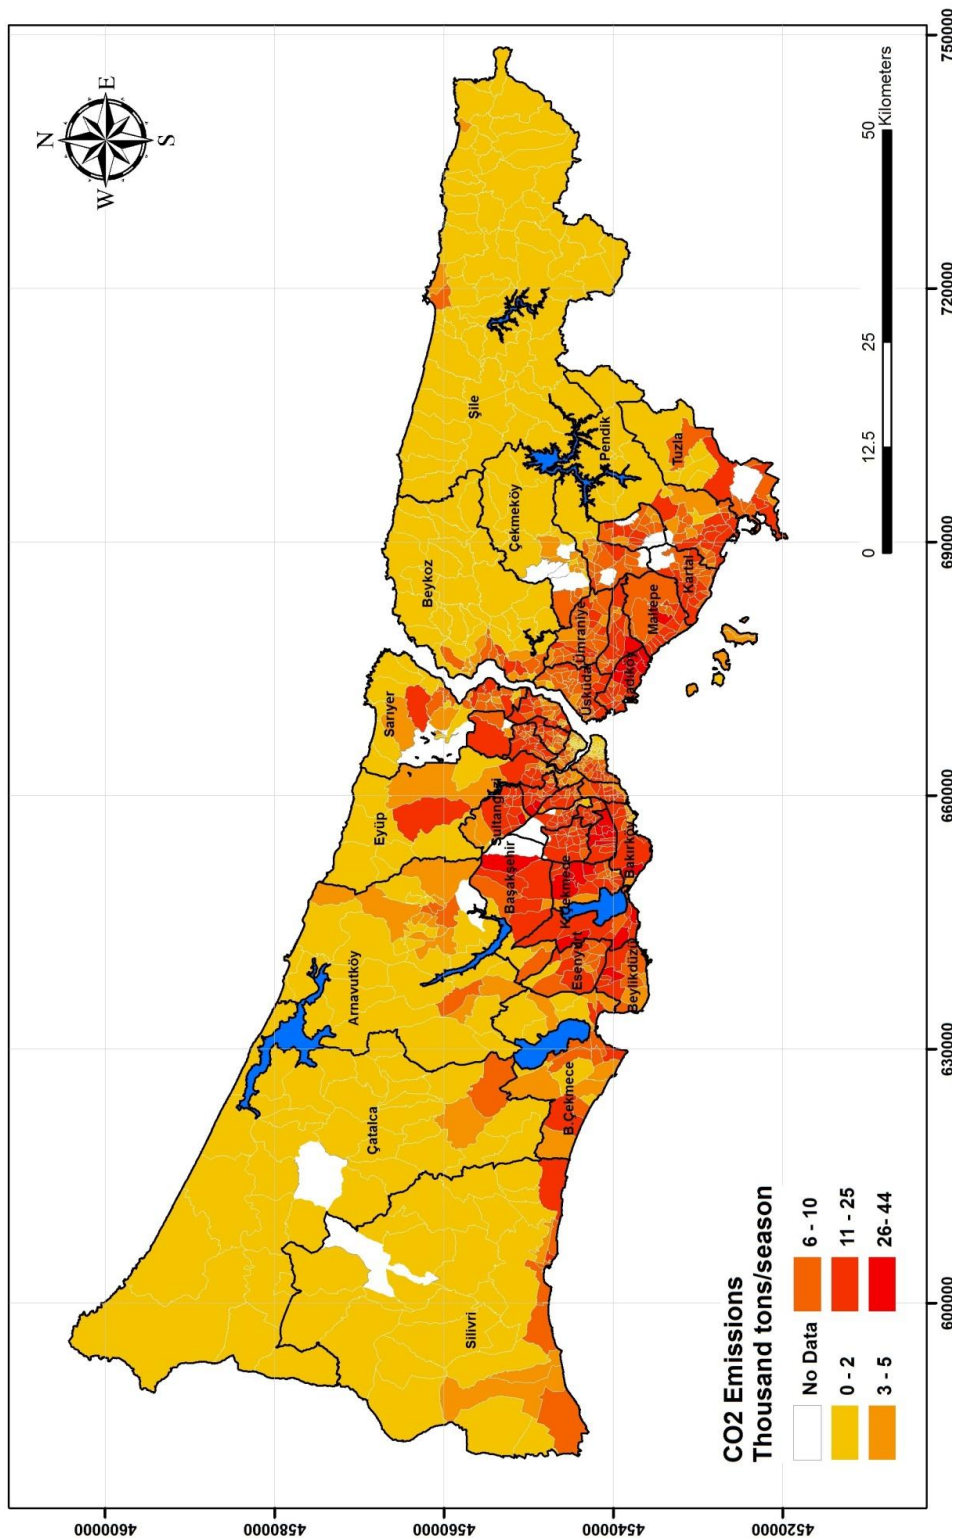 N
W
E
S
4600000
4580000
4560000
4540000
4520000
Şile
Beykoz
Çekmeköy
Sarıyer
Eyüp
Arnavutköy
Çatalca
Silivri
Pendik
Tuzla
Ümraniye
Üsküdar
Kadıköy
Maltepe
Kartal
Sultangazi
Başakşehir
K.Çekmece
Bakırköy
Esenyurt
Beylikdüzü
B.Çekmece
CO2 Emissions
Thousand tons/season
No Data
6 - 10
0 - 2
11 - 25
3 - 5
26- 44
0
12.5
25
50
Kilometers
600000
630000
660000
690000
720000
750000